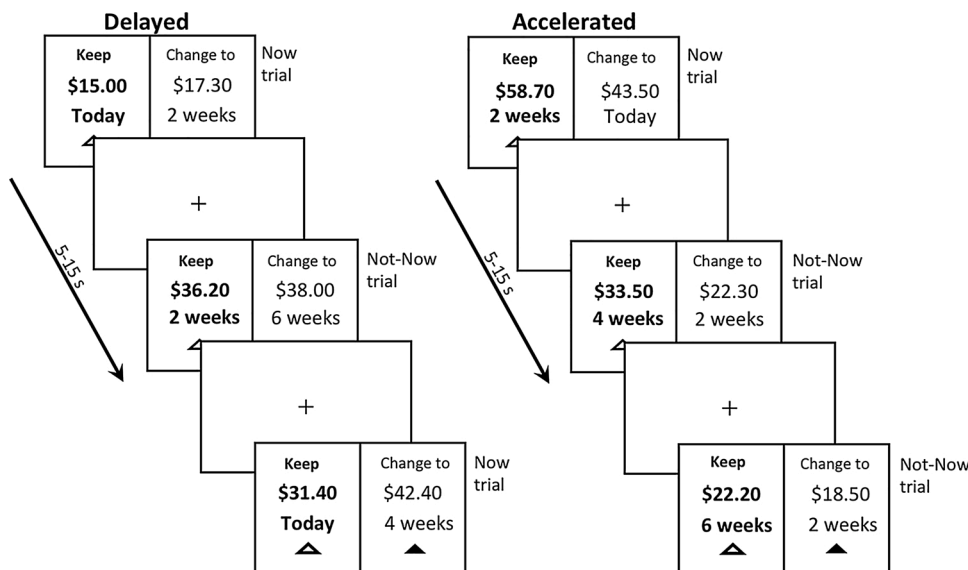 Delayed
Keep
$15.00
Today
Change to
$17.30
2 weeks
Now
trial
+
5-15 s
Keep
$36.20
2 weeks
Change to
$38.00
6 weeks
Not-Now
trial
+
Keep
$31.40
Today
Change to
$42.40
4 weeks
Now
trial
Accelerated
Keep
$58.70
2 weeks
Change to
$43.50
Today
Now
trial
+
5-15 s
Keep
$33.50
4 weeks
Change to
$22.30
2 weeks
Not-Now
trial
+
Keep
$22.20
6 weeks
Change to
$18.50
2 weeks
Not-Now
trial